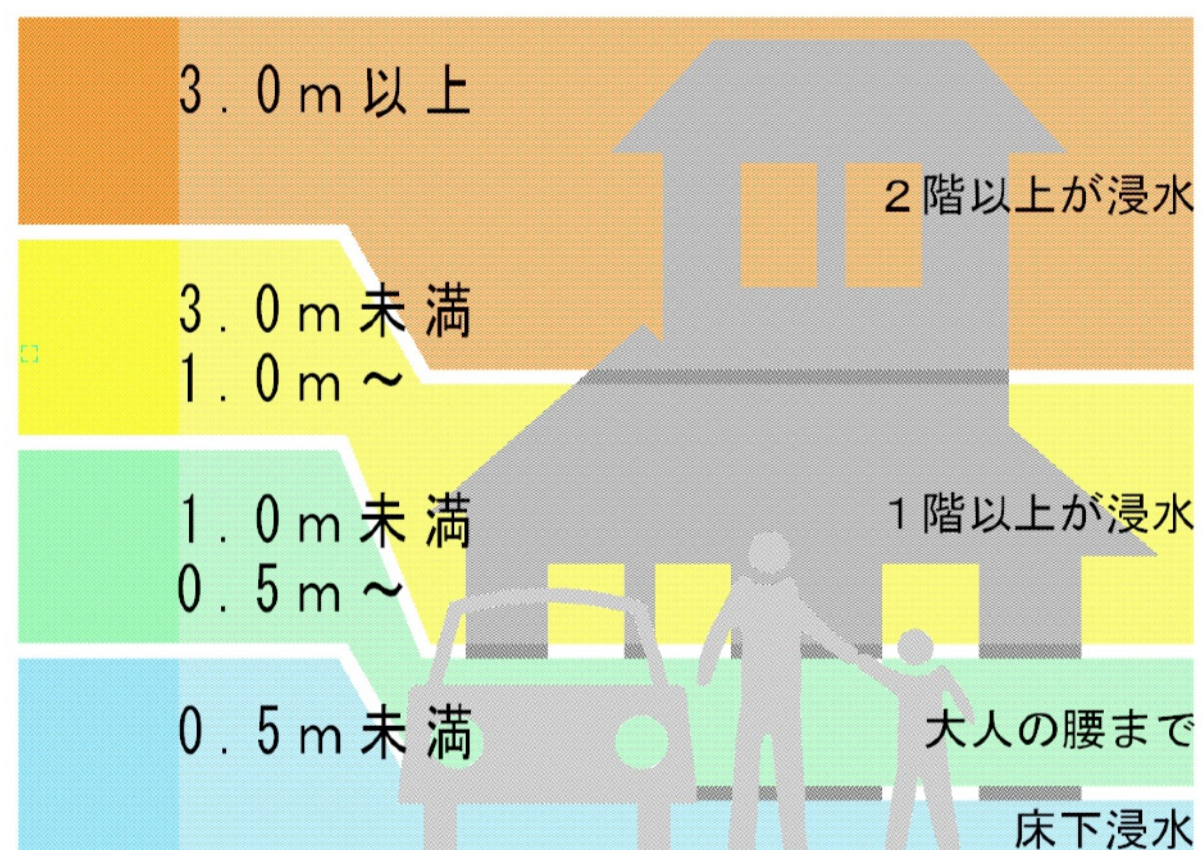 3.0m以上
2階以上が浸水
3.0m未満
1.0m～
1.0m未満
1階以上が浸水
0.5m～
0.5m未満
大人の腰まで
床下浸水